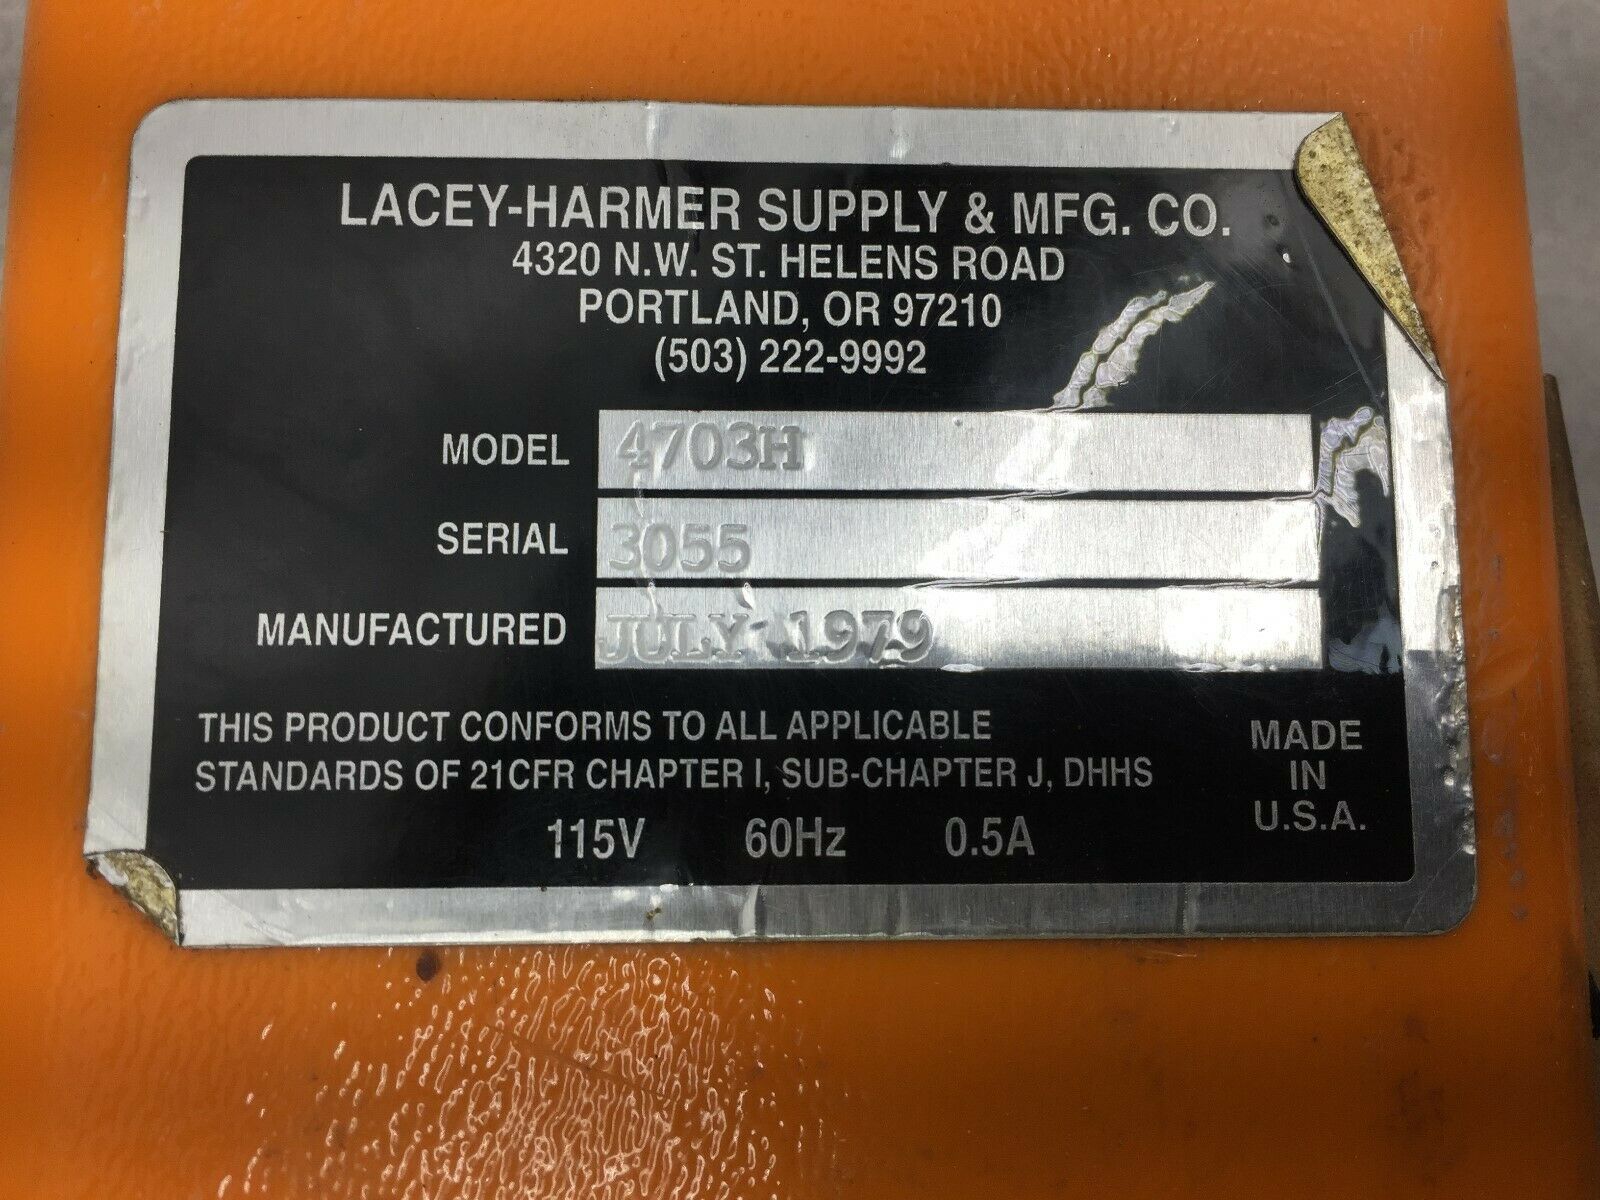 LACEY-HARMER SUPPLY & MFG. CO.
4320 N.W. ST. HELENS ROAD
PORTLAND, OR 97210
(503) 222-9992
MODEL 4703H
SERIAL 3055
MANUFACTURED JULY 1979
THIS PRODUCT CONFORMS TO ALL APPLICABLE
STANDARDS OF 21CFR CHAPTER I, SUB-CHAPTER J, DHHS
115V 60Hz 0.5A
MADE
IN
U.S.A.